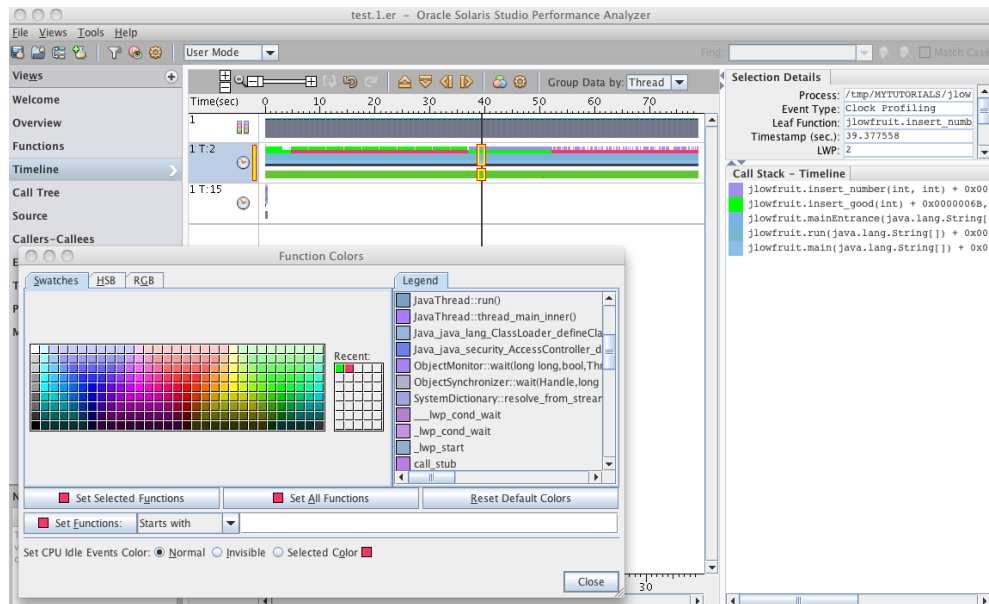 test.1.er – Oracle Solaris Studio Performance Analyzer
File Views Tools Help
User Mode
Find:
Match Case
Views
Welcome
Overview
Functions
Timeline
Call Tree
Source
Callers-Callees
Group Data by: Thread
Time(sec) 0 10 20 30 40 50 60 70
1
1 T:2
1 T:15
Selection Details
Process: /tmp/MYTUTORIALS/jlow
Event Type: Clock Profiling
Leaf Function: jlowfruit.insert_numb
Timestamp (sec.): 39.377558
LWP: 2
Call Stack – Timeline
jlowfruit.insert_number(int, int) + 0x00
jlowfruit.insert_good(int) + 0x0000006B,
jlowfruit.mainEntrance(java.lang.String[
jlowfruit.run(java.lang.String[]) + 0x00
jlowfruit.main(java.lang.String[]) + 0x0
Function Colors
Swatches HSB RGB
Recent:
Legend
JavaThread::run()
JavaThread::thread_main_inner()
Java_java_lang_ClassLoader_defineCla
Java_java_security_AccessController_d
ObjectMonitor::wait(long long,bool,Thr
ObjectSynchronizer::wait(Handle,long
SystemDictionary::resolve_from_strear
___lwp_cond_wait
_lwp_cond_wait
_lwp_start
call_stub
Set Selected Functions Set All Functions Reset Default Colors
Set Functions: Starts with
Set CPU Idle Events Color: Normal Invisible Selected Color
Close
30